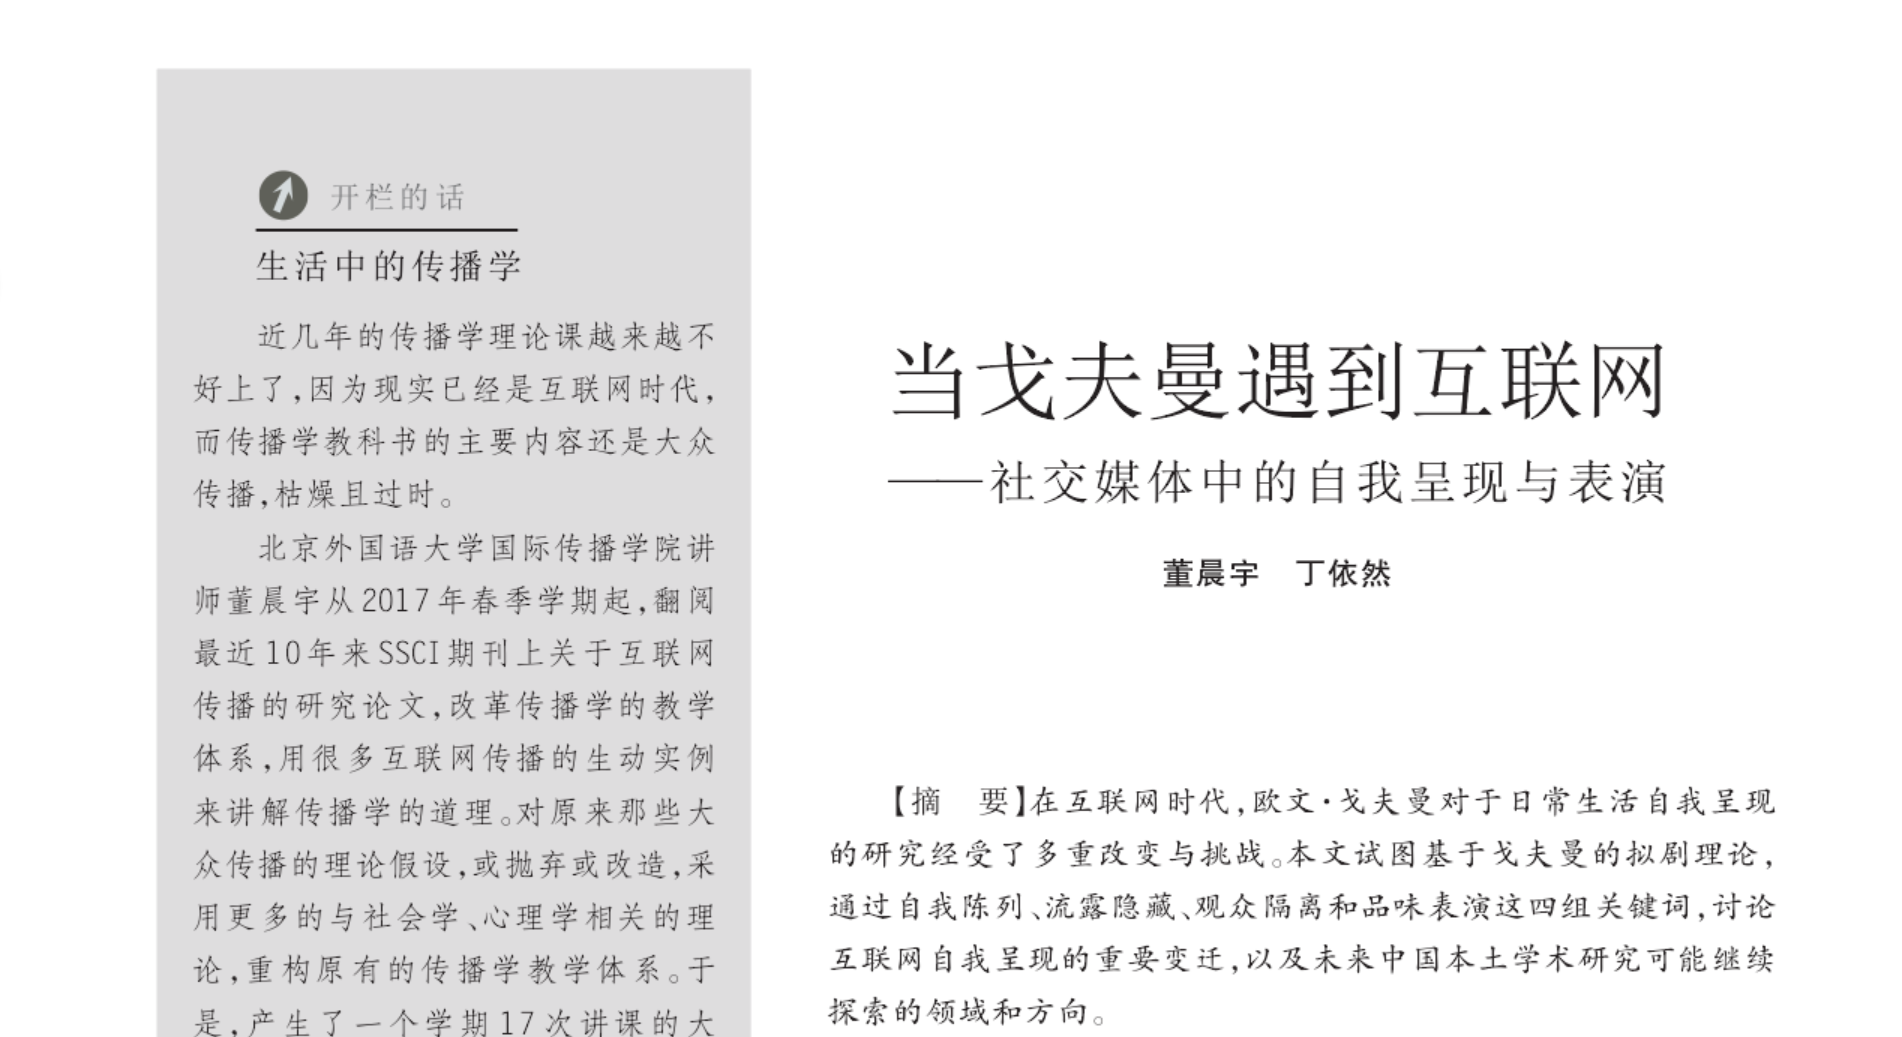 开栏的话
生活中的传播学
近几年的传播学理论课越来越不
好上了,因为现实已经是互联网时代,
而传播学教科书的主要内容还是大众
传播,枯燥且过时。
北京外国语大学国际传播学院讲
师董晨宇从2017年春季学期起,翻阅
最近10年来SSCI期刊上关于互联网
传播的研究论文,改革传播学的教学
体系,用很多互联网传播的生动实例
来讲解传播学的道理。对原来那些大
众传播的理论假设,或抛弃或改造,采
用更多的与社会学、心理学相关的理
论,重构原有的传播学教学体系。于
是,产生了一个学期17次讲课的大
当戈夫曼遇到互联网
——社交媒体中的自我呈现与表演
董晨宇　丁依然
【摘　要】在互联网时代,欧文·戈夫曼对于日常生活自我呈现
的研究经受了多重改变与挑战。本文试图基于戈夫曼的拟剧理论,
通过自我陈列、流露隐藏、观众隔离和品味表演这四组关键词,讨论
互联网自我呈现的重要变迁,以及未来中国本土学术研究可能继续
探索的领域和方向。